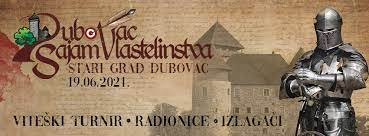 Dubovac
Sajam Vlastelinstva
STARI GRAD DUBOVAC
19.06.2021.
VITEŠKI TURNIR • RADIONICE • IZLAGAČI